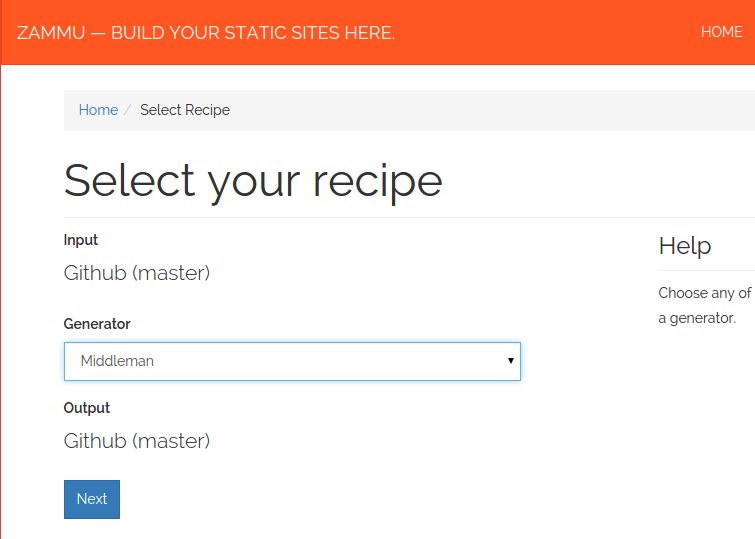 ZAMMU — BUILD YOUR STATIC SITES HERE.
HOME
Home / Select Recipe
Select your recipe
Input
Github (master)
Generator
Middleman
Output
Github (master)
Next
Help
Choose any of
a generator.